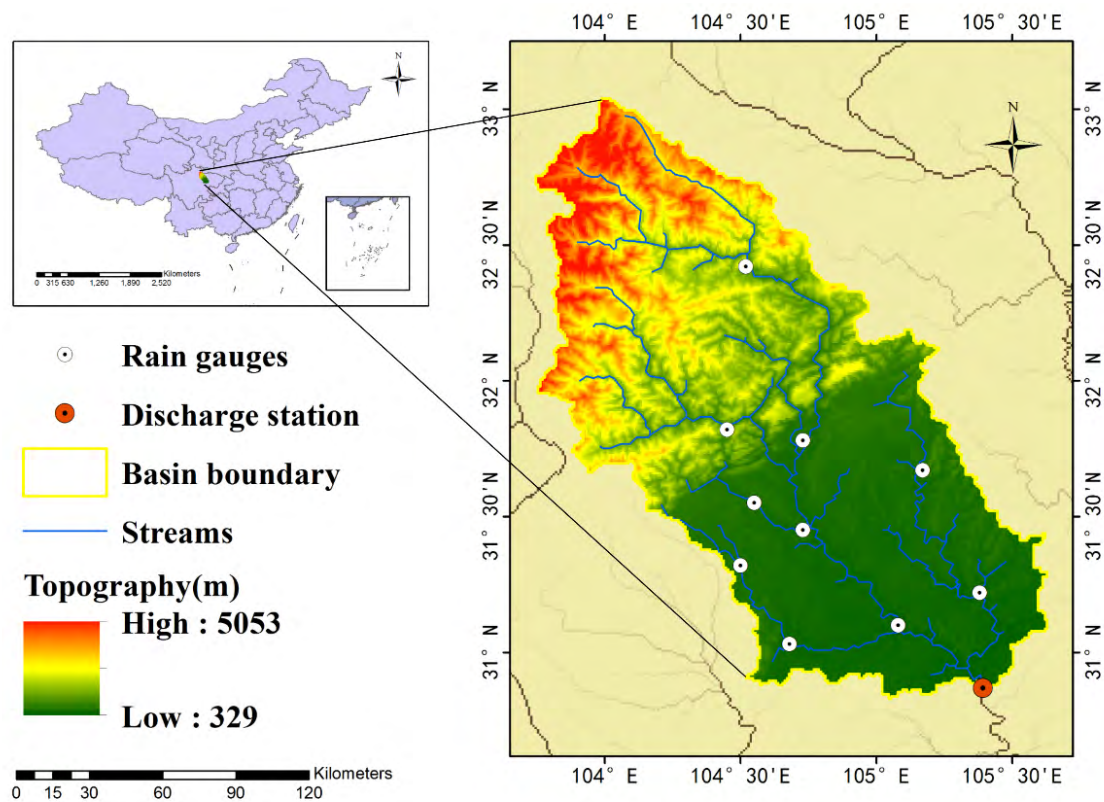 N
Kilometers
0 315 630 1,260 1,890 2,520
Rain gauges
Discharge station
Basin boundary
Streams
Topography(m)
High : 5053
Low : 329
Kilometers
0 15 30 60 90 120
104° E 104° 30'E 105° E 105° 30'E
N
33° N
32° 30'N
32° N
31° 30'N
31° N
33° N
32° 30'N
32° N
31° 30'N
31° N
104° E 104° 30'E 105° E 105° 30'E